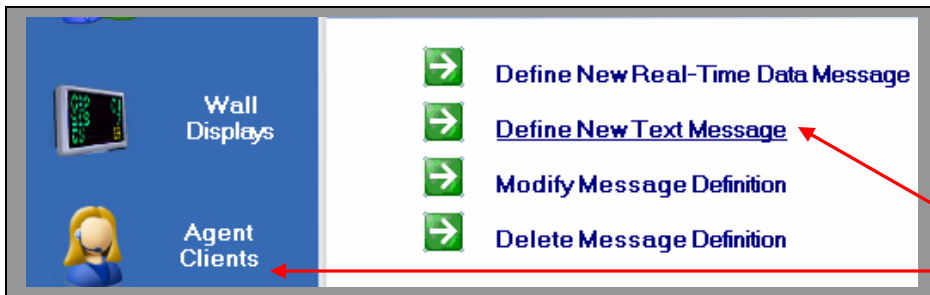 Wall
Displays
Agent
Clients
Define New Real-Time Data Message
Define New Text Message
Modify Message Definition
Delete Message Definition